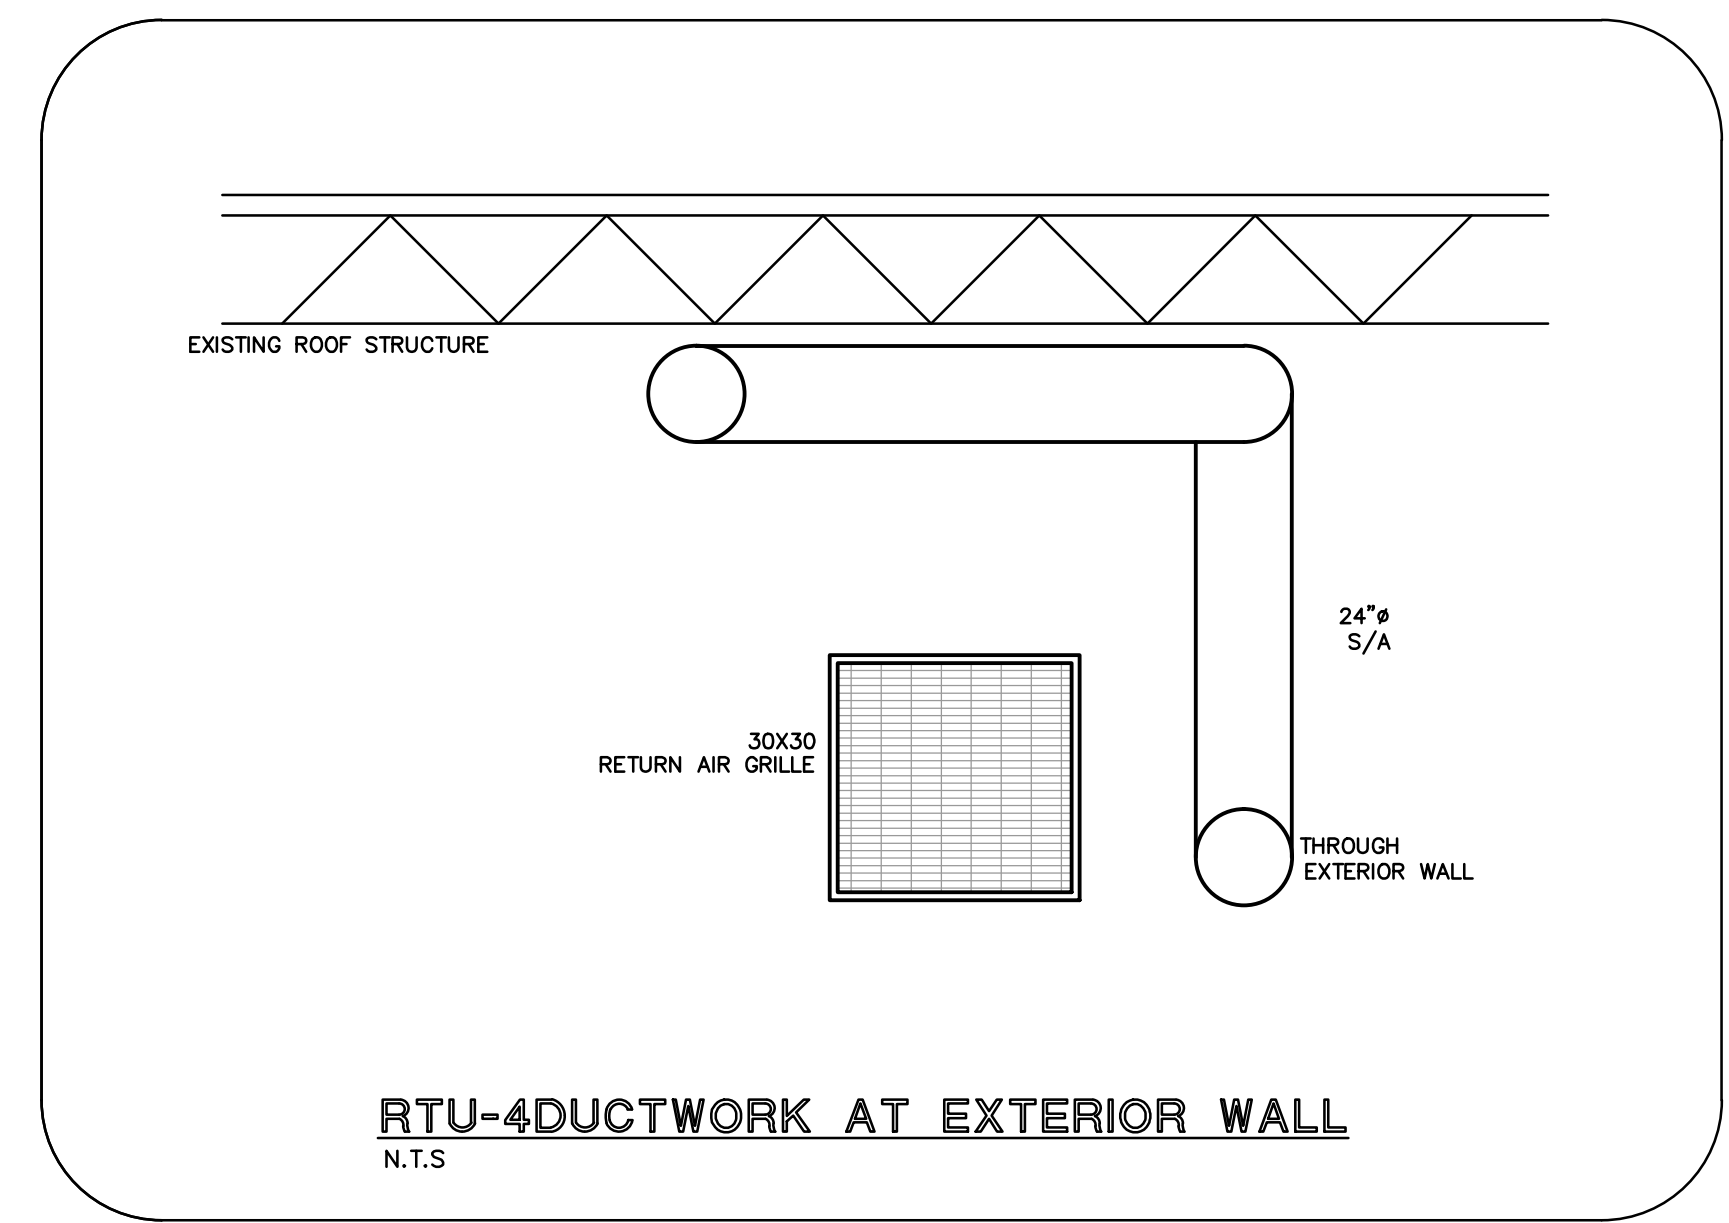 EXISTING ROOF STRUCTURE
24"ø
S/A
30X30
RETURN AIR GRILLE
THROUGH
EXTERIOR WALL
RTU-4DUCTWORK AT EXTERIOR WALL
N.T.S